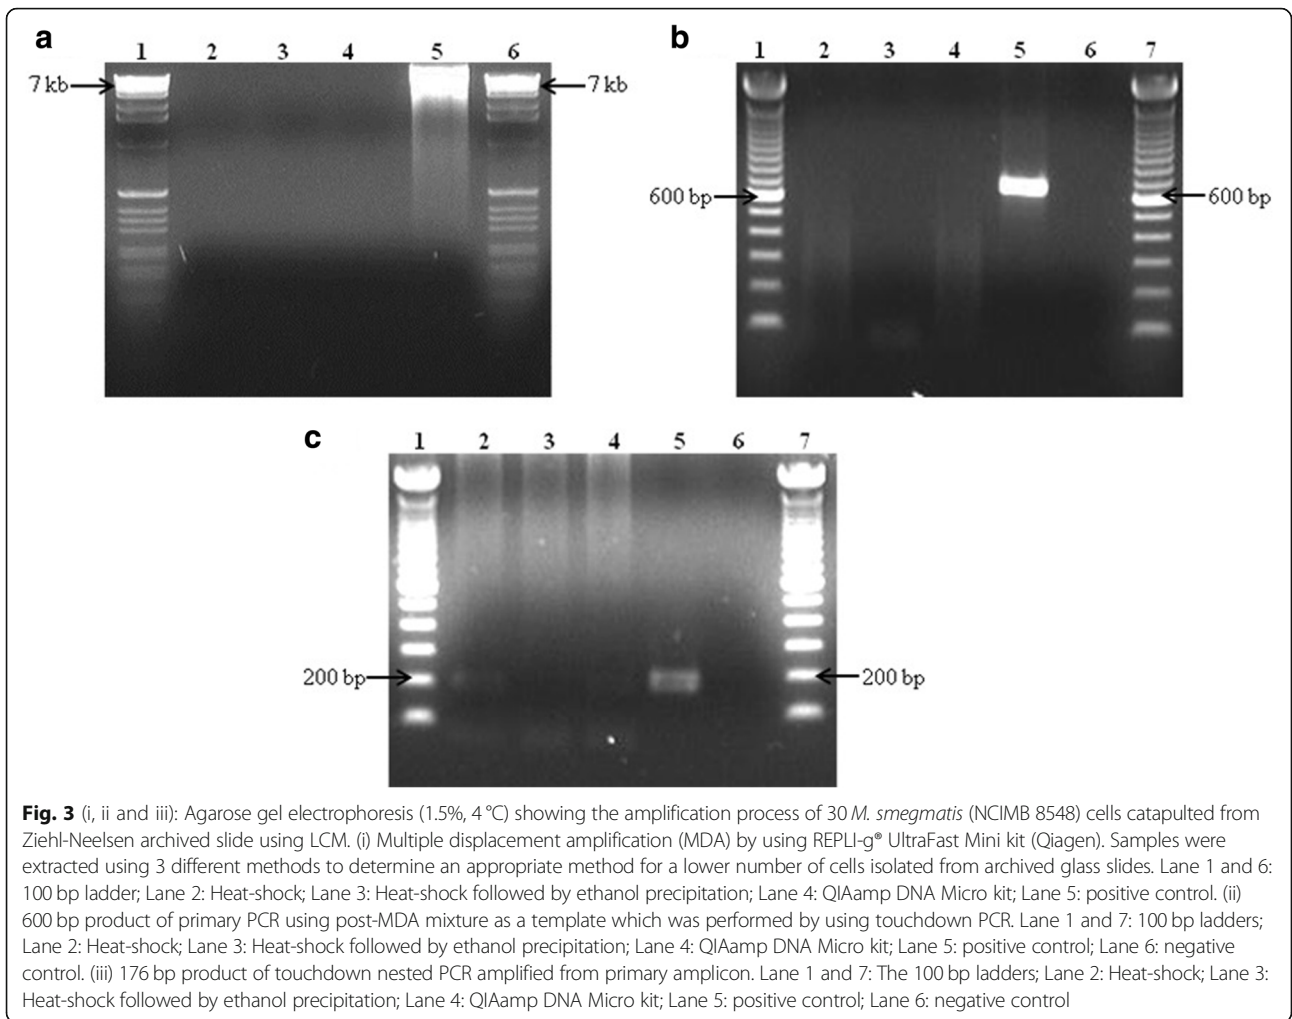 a
1 2 3 4 5 6
7 kb 7 kb
b
1 2 3 4 5 6 7
600 bp 600 bp
c
1 2 3 4 5 6 7
200 bp 200 bp
Fig. 3 (i, ii and iii): Agarose gel electrophoresis (1.5%, 4 °C) showing the amplification process of 30 M. smegmatis (NCIMB 8548) cells catapulted from
Ziehl-Neelsen archived slide using LCM. (i) Multiple displacement amplification (MDA) by using REPLI-g® UltraFast Mini kit (Qiagen). Samples were
extracted using 3 different methods to determine an appropriate method for a lower number of cells isolated from archived glass slides. Lane 1 and 6:
100 bp ladder; Lane 2: Heat-shock; Lane 3: Heat-shock followed by ethanol precipitation; Lane 4: QIAamp DNA Micro kit; Lane 5: positive control. (ii)
600 bp product of primary PCR using post-MDA mixture as a template which was performed by using touchdown PCR. Lane 1 and 7: 100 bp ladders;
Lane 2: Heat-shock; Lane 3: Heat-shock followed by ethanol precipitation; Lane 4: QIAamp DNA Micro kit; Lane 5: positive control; Lane 6: negative
control. (iii) 176 bp product of touchdown nested PCR amplified from primary amplicon. Lane 1 and 7: The 100 bp ladders; Lane 2: Heat-shock; Lane 3:
Heat-shock followed by ethanol precipitation; Lane 4: QIAamp DNA Micro kit; Lane 5: positive control; Lane 6: negative control